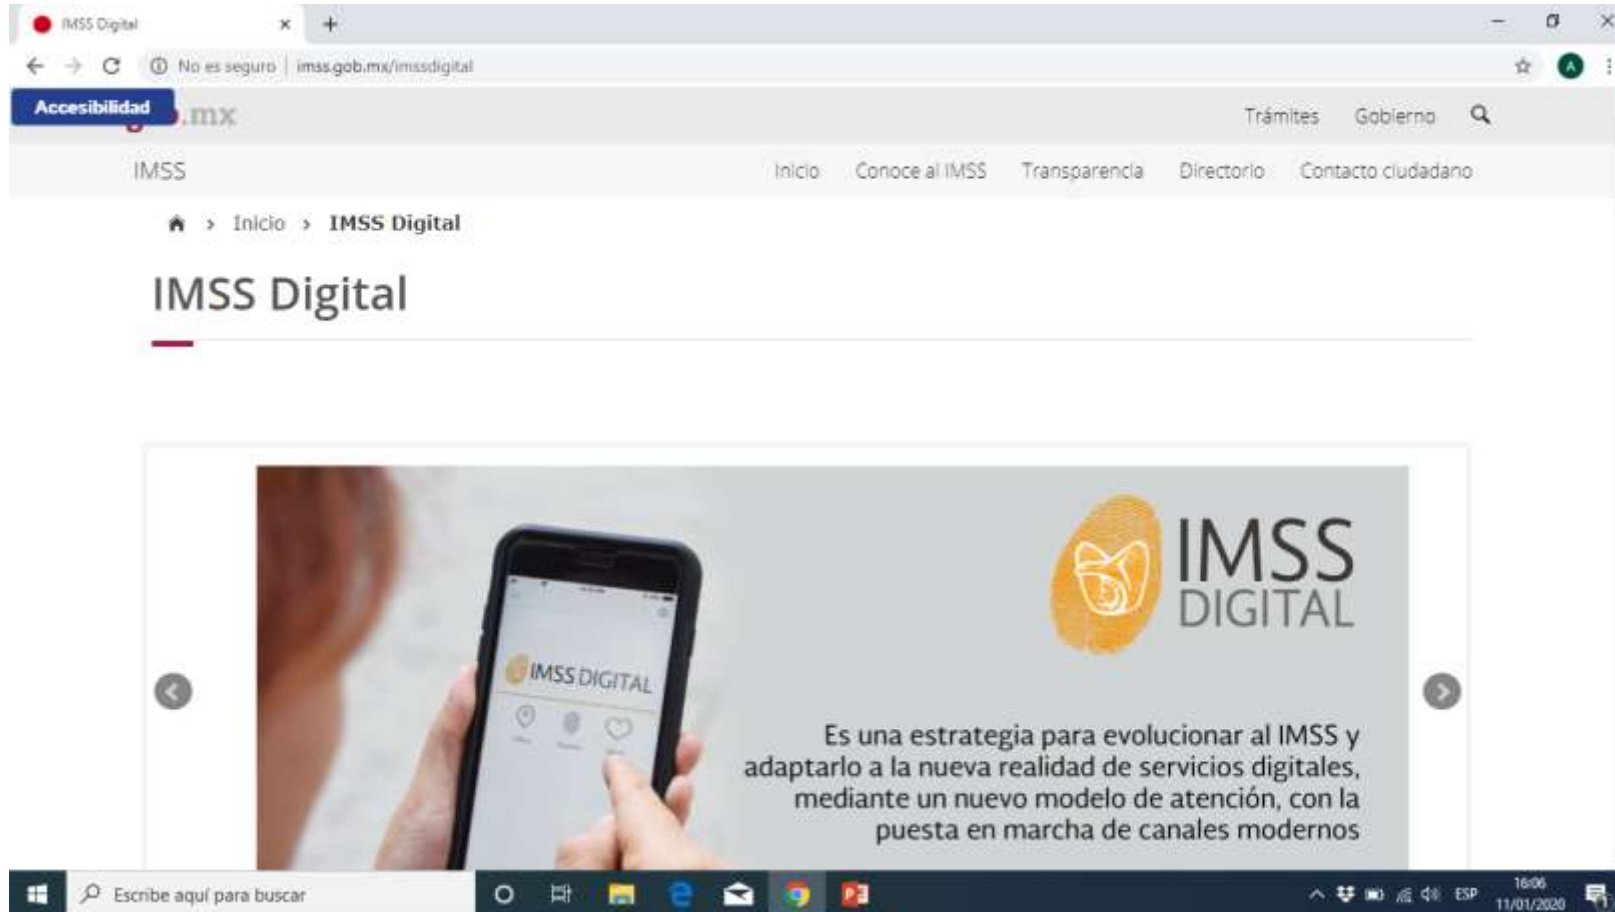 IMSS Digital
No es seguro | imss.gob.mx/imssdigital
A
Accesibilidad
.mx
Trámites Gobierno
IMSS
Inicio Conoce al IMSS Transparencia Directorio Contacto ciudadano
Inicio > IMSS Digital
IMSS Digital
IMSS
DIGITAL
IMSS DIGITAL
Es una estrategia para evolucionar al IMSS y
adaptarlo a la nueva realidad de servicios digitales,
mediante un nuevo modelo de atención, con la
puesta en marcha de canales modernos
Escribe aquí para buscar
ESP
16:06
11/01/2020